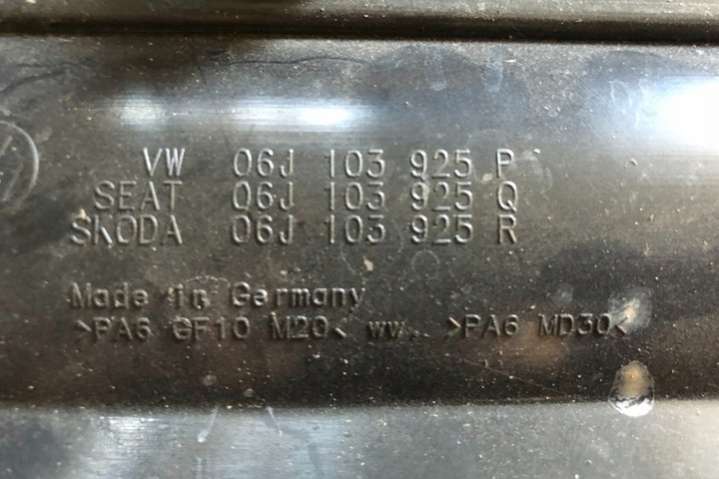 VW 06J 103 925 P
SEAT 06J 103 925 Q
SKODA 06J 103 925 R
Made in Germany
>PA6 GF10 M20< ww. >PA6 MD30<